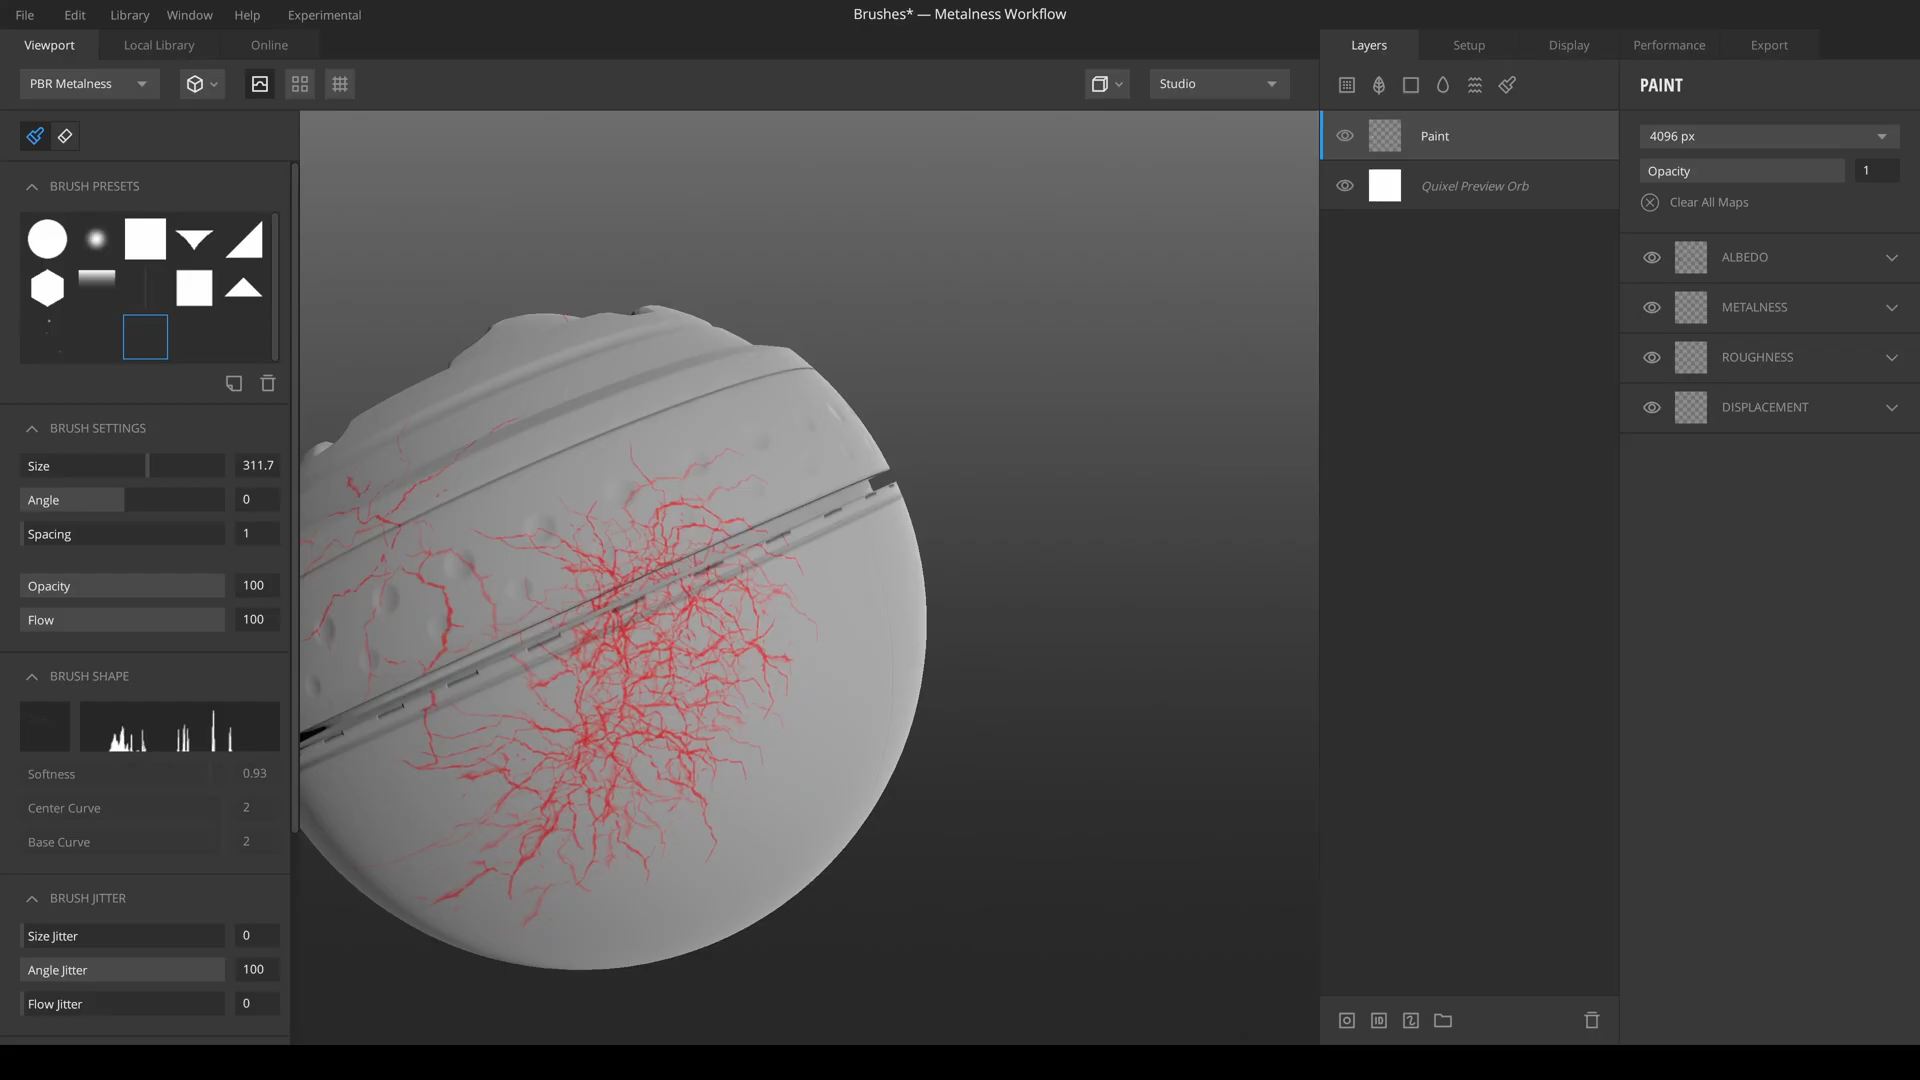 File Edit Library Window Help Experimental
Brushes* — Metalness Workflow
Viewport Local Library Online
Layers Setup Display Performance Export
PBR Metalness
Studio
PAINT
BRUSH PRESETS
BRUSH SETTINGS
Size 311.7
Angle 0
Spacing 1
Opacity 100
Flow 100
BRUSH SHAPE
Softness 0.93
Center Curve 2
Base Curve 2
BRUSH JITTER
Size Jitter 0
Angle Jitter 100
Flow Jitter 0
Paint
Quixel Preview Orb
ID
4096 px
Opacity 1
Clear All Maps
ALBEDO
METALNESS
ROUGHNESS
DISPLACEMENT